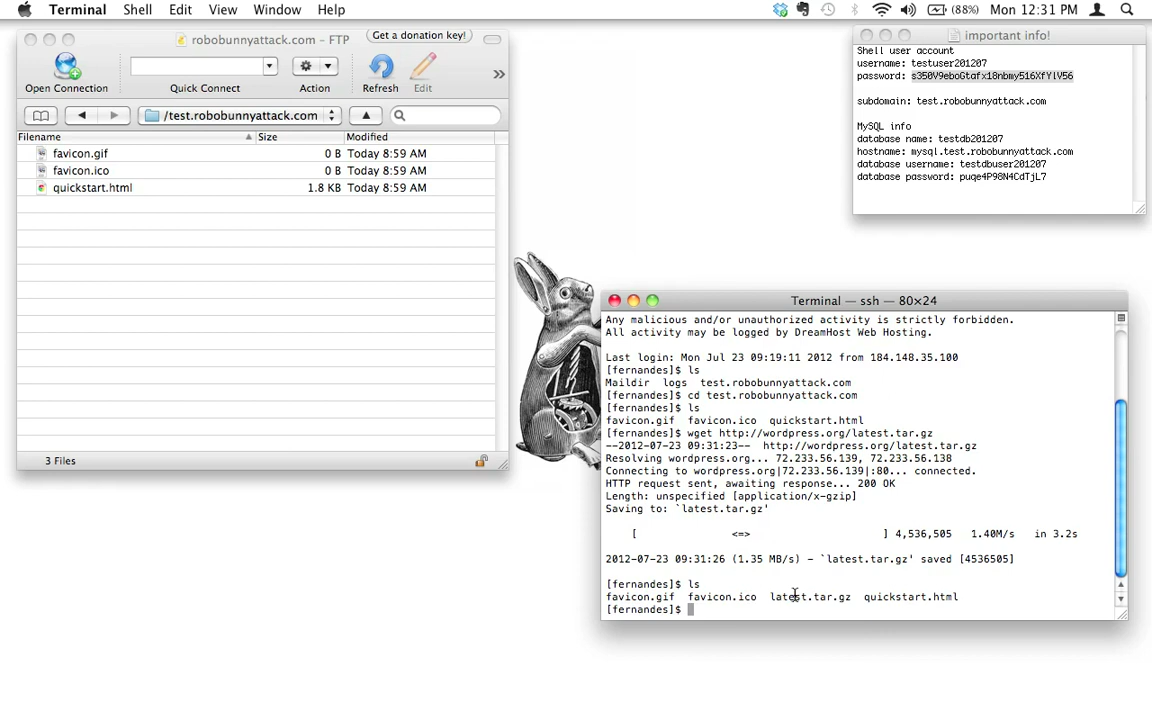 Terminal Shell Edit View Window Help (88%) Mon 12:31 PM
robobunnyattack.com – FTP
Get a donation key!
Open Connection Quick Connect Action Refresh Edit
/test.robobunnyattack.com
Filename Size Modified
favicon.gif 0 B Today 8:59 AM
favicon.ico 0 B Today 8:59 AM
quickstart.html 1.8 KB Today 8:59 AM
3 Files
important info!
Shell user account
username: testuser201207
password: s350V9eboGtafx18nbmy516XfYlV56
subdomain: test.robobunnyattack.com
MySQL info
database name: testdb201207
hostname: mysql.test.robobunnyattack.com
database username: testdbuser201207
database password: puqe4P98N4CdTjL7
Terminal — ssh — 80×24
Any malicious and/or unauthorized activity is strictly forbidden.
All activity may be logged by DreamHost Web Hosting.
Last login: Mon Jul 23 09:19:11 2012 from 184.148.35.100
[fernandes]$ ls
Maildir logs test.robobunnyattack.com
[fernandes]$ cd test.robobunnyattack.com
[fernandes]$ ls
favicon.gif favicon.ico quickstart.html
[fernandes]$ wget http://wordpress.org/latest.tar.gz
--2012-07-23 09:31:23-- http://wordpress.org/latest.tar.gz
Resolving wordpress.org... 72.233.56.139, 72.233.56.138
Connecting to wordpress.org|72.233.56.139|:80... connected.
HTTP request sent, awaiting response... 200 OK
Length: unspecified [application/x-gzip]
Saving to: `latest.tar.gz'
[ <=> ] 4,536,505 1.40M/s in 3.2s
2012-07-23 09:31:26 (1.35 MB/s) – `latest.tar.gz' saved [4536505]
[fernandes]$ ls
favicon.gif favicon.ico latest.tar.gz quickstart.html
[fernandes]$